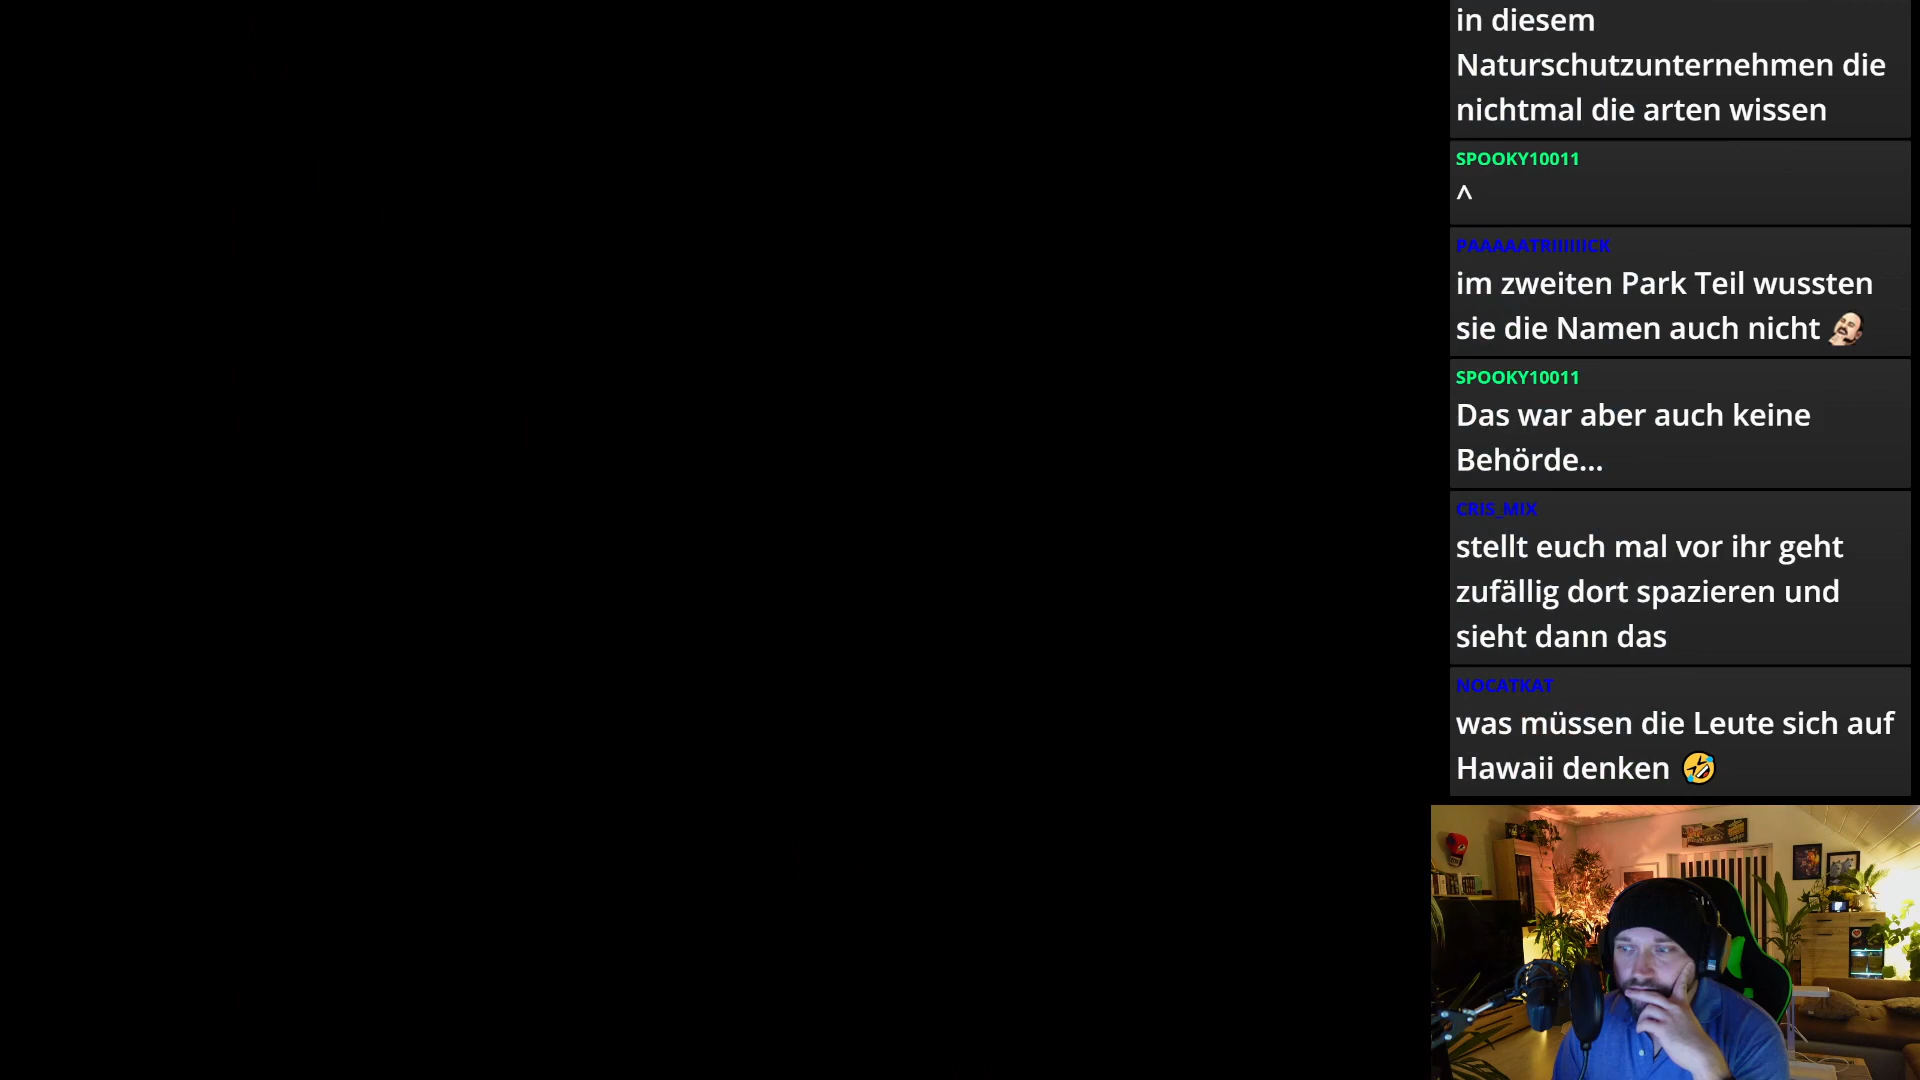 in diesem
Naturschutzunternehmen die
nichtmal die arten wissen
SPOOKY10011
^
PAAAAATRIIIIIICK
im zweiten Park Teil wussten
sie die Namen auch nicht
SPOOKY10011
Das war aber auch keine
Behörde...
CRIS_MIX
stellt euch mal vor ihr geht
zufällig dort spazieren und
sieht dann das
NOCATKAT
was müssen die Leute sich auf
Hawaii denken 🤣